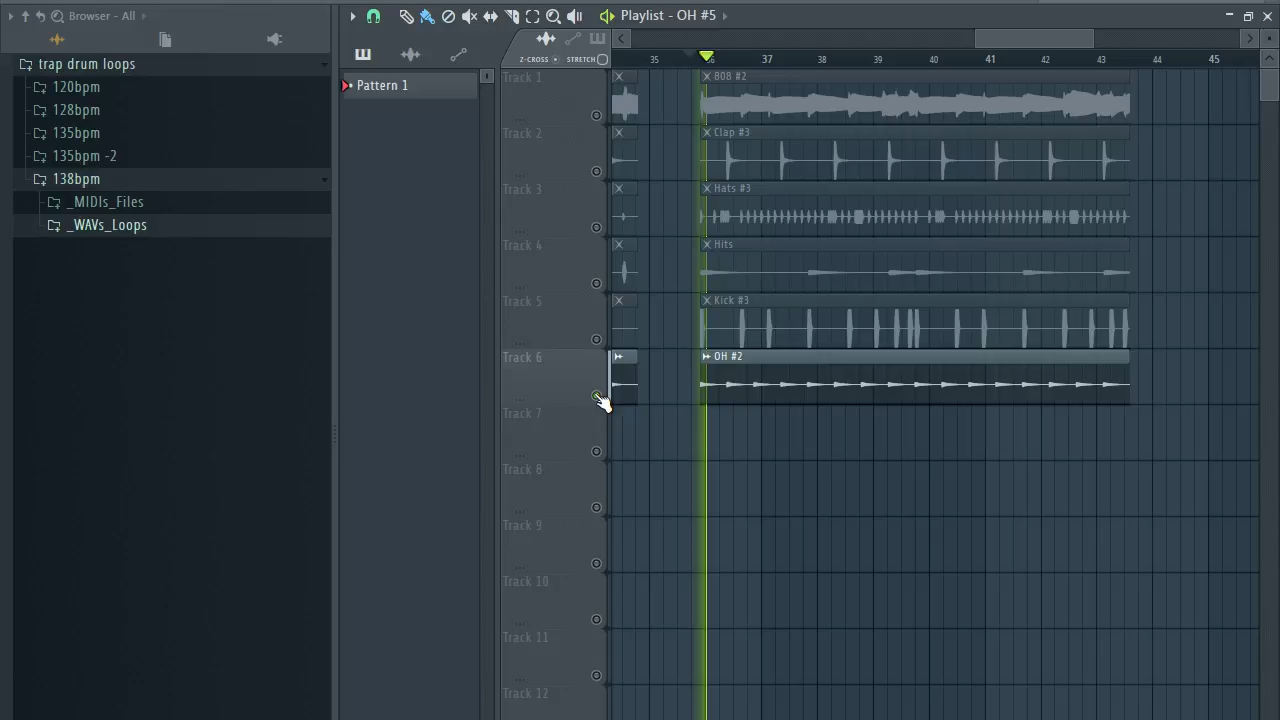 Browser - All
Playlist - OH #5
Z-CROSS
STRETCH
trap drum loops
120bpm
128bpm
135bpm
135bpm -2
138bpm
_MIDIs_Files
_WAVs_Loops
Pattern 1
35
36
37
38
39
40
41
42
43
44
45
Track 1
808 #2
Track 2
Clap #3
Track 3
Hats #3
Track 4
Hits
Track 5
Kick #3
Track 6
OH #2
Track 7
Track 8
Track 9
Track 10
Track 11
Track 12